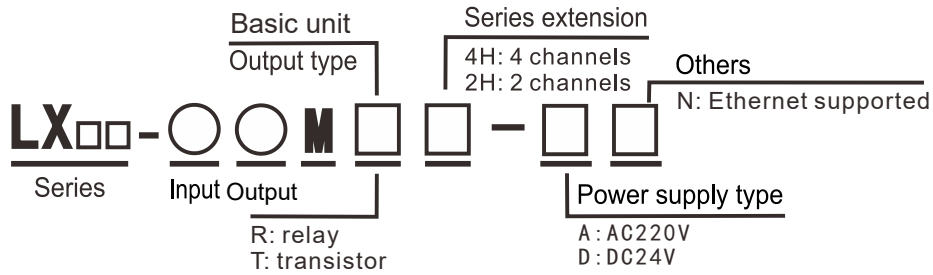 Basic unit
Output type
Series extension
4H: 4 channels
2H: 2 channels
Others
N: Ethernet supported
LX□□-○○M□□-□□
Series
Input Output
R: relay
T: transistor
Power supply type
A:AC220V
D:DC24V